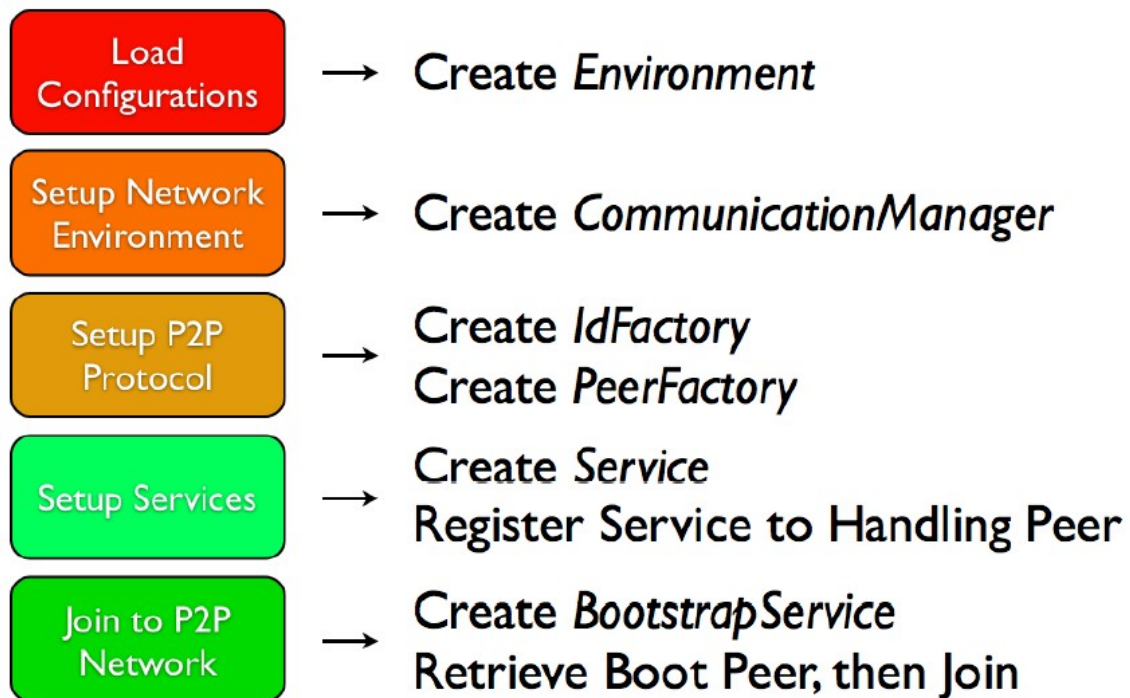 Load
Configurations
Create Environment
Setup Network
Environment
Create CommunicationManager
Setup P2P
Protocol
Create IdFactory
Create PeerFactory
Setup Services
Create Service
Register Service to Handling Peer
Join to P2P
Network
Create BootstrapService
Retrieve Boot Peer, then Join